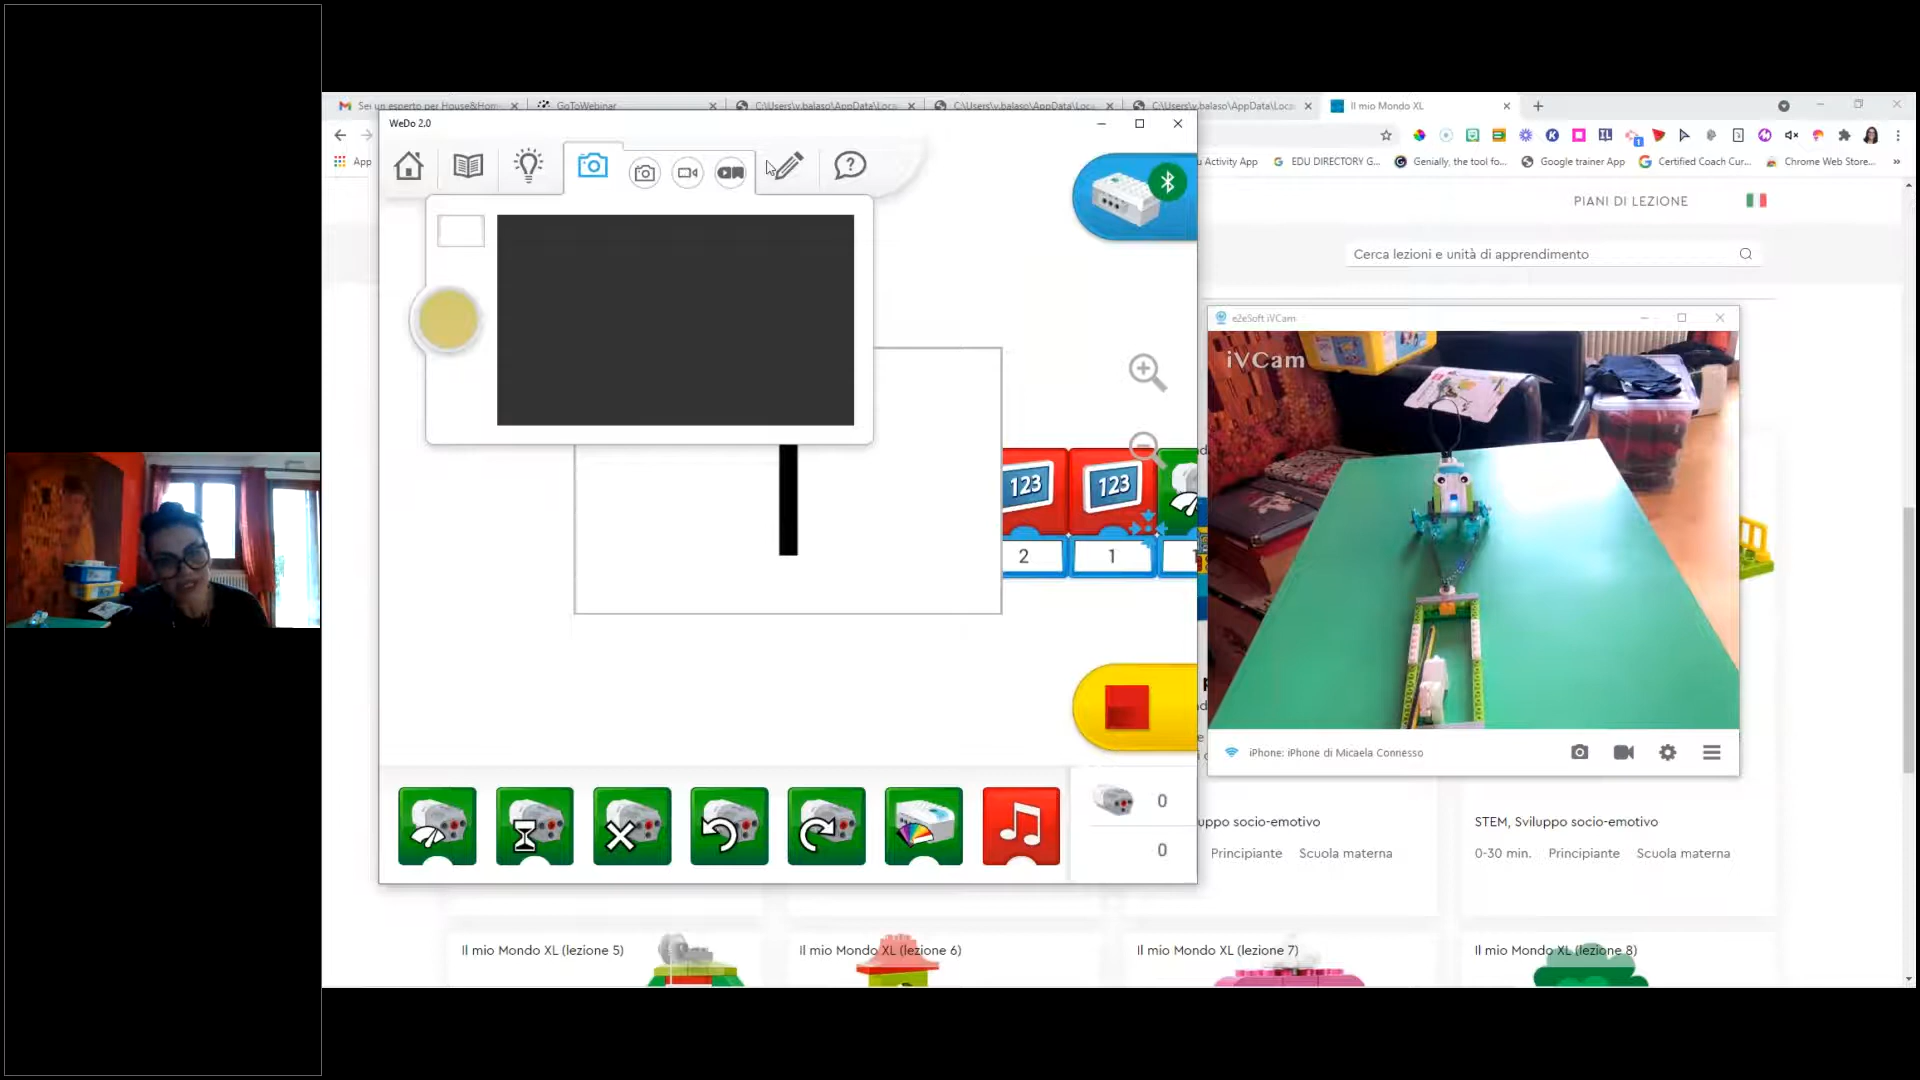 Sei un esperto per House&Hom
GoToWebinar
C:\Users\v.balaso\AppData\Loca
C:\Users\v.balaso\AppData\Loca
C:\Users\v.balaso\AppData\Loca
Il mio Mondo XL
WeDo 2.0
App
Activity App
EDU DIRECTORY G...
Genially, the tool fo...
Google trainer App
Certified Coach Cur...
Chrome Web Store...
PIANI DI LEZIONE
Cerca lezioni e unità di apprendimento
e2eSoft iVCam
iVCam
123
123
2
1
iPhone: iPhone di Micaela Connesso
0
0
uppo socio-emotivo
STEM, Sviluppo socio-emotivo
Principiante
Scuola materna
0-30 min.
Principiante
Scuola materna
Il mio Mondo XL (lezione 5)
Il mio Mondo XL (lezione 6)
Il mio Mondo XL (lezione 7)
Il mio Mondo XL (lezione 8)